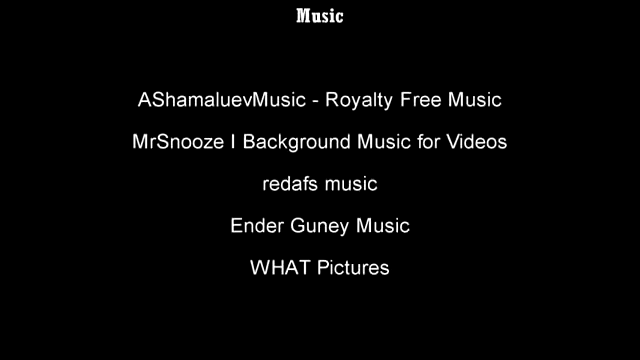 Music
AShamaluevMusic - Royalty Free Music
MrSnooze I Background Music for Videos
redafs music
Ender Guney Music
WHAT Pictures